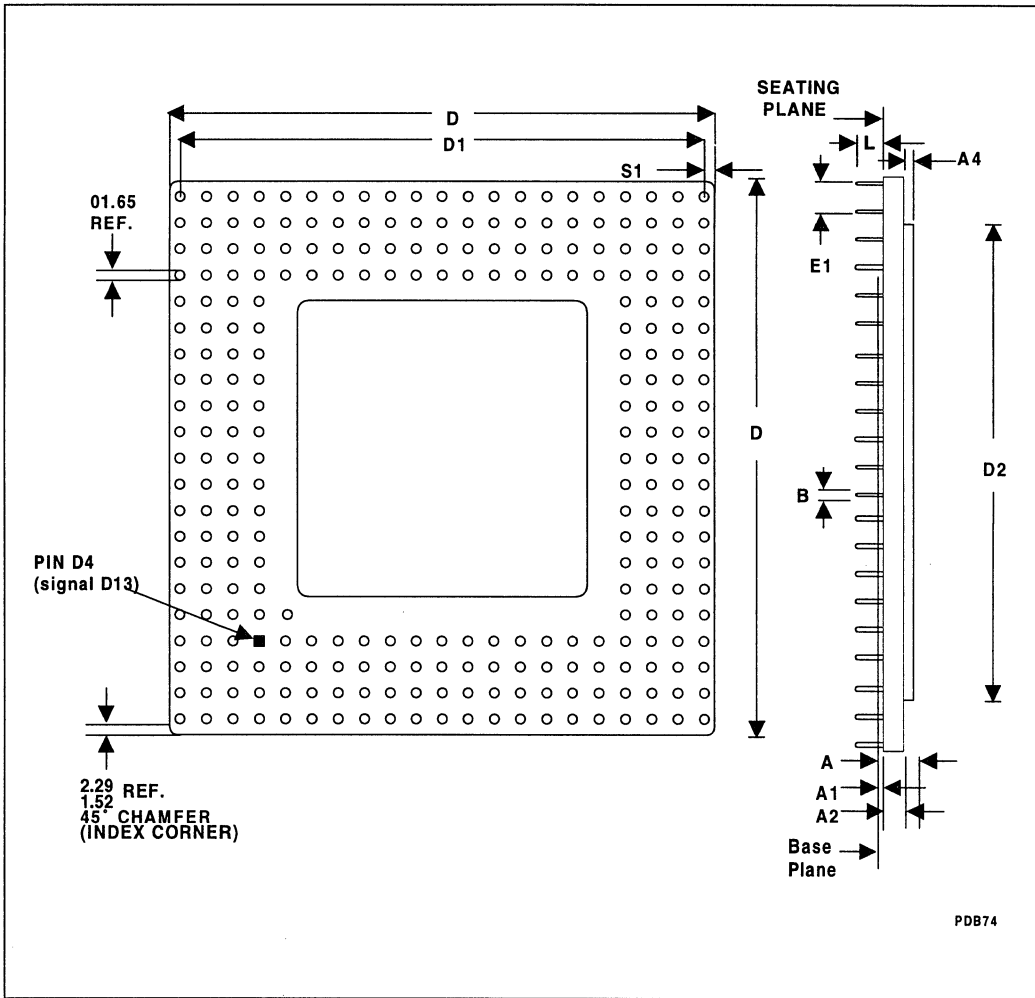 SEATING
PLANE
D
L
D1
A4
S1
01.65
REF.
E1
D
D2
B
PIN D4
(signal D13)
A
2.29 REF.
1.52
45° CHAMFER
(INDEX CORNER)
A1
A2
Base
Plane
PDB74